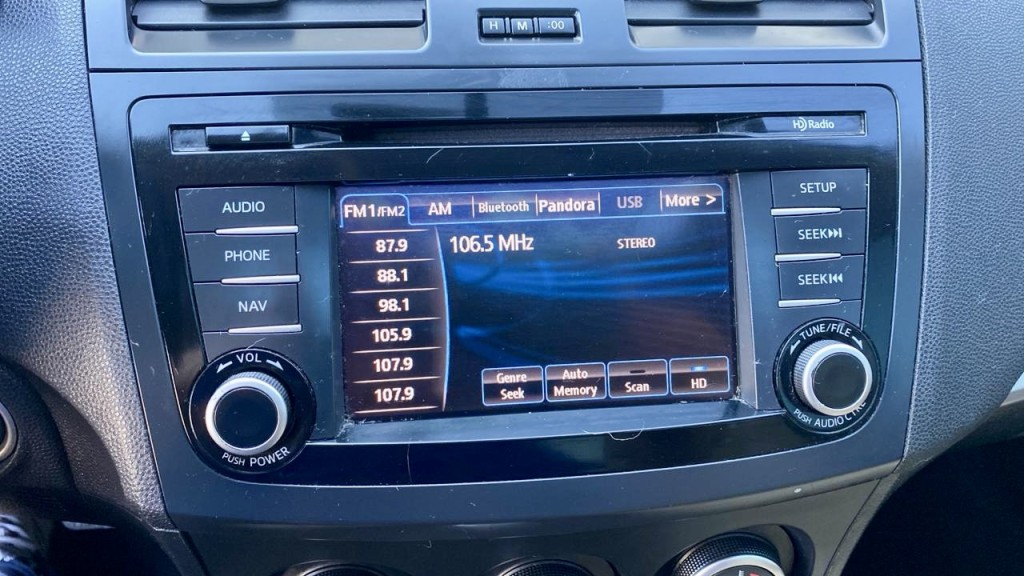 H M :00
HD Radio
AUDIO
PHONE
NAV
VOL
PUSH POWER
FM1/FM2 AM Bluetooth Pandora USB More >
87.9
88.1
98.1
105.9
107.9
107.9
106.5 MHz STEREO
Genre
Seek
Auto
Memory
Scan
HD
SETUP
SEEK
SEEK
TUNE/FILE
PUSH AUDIO